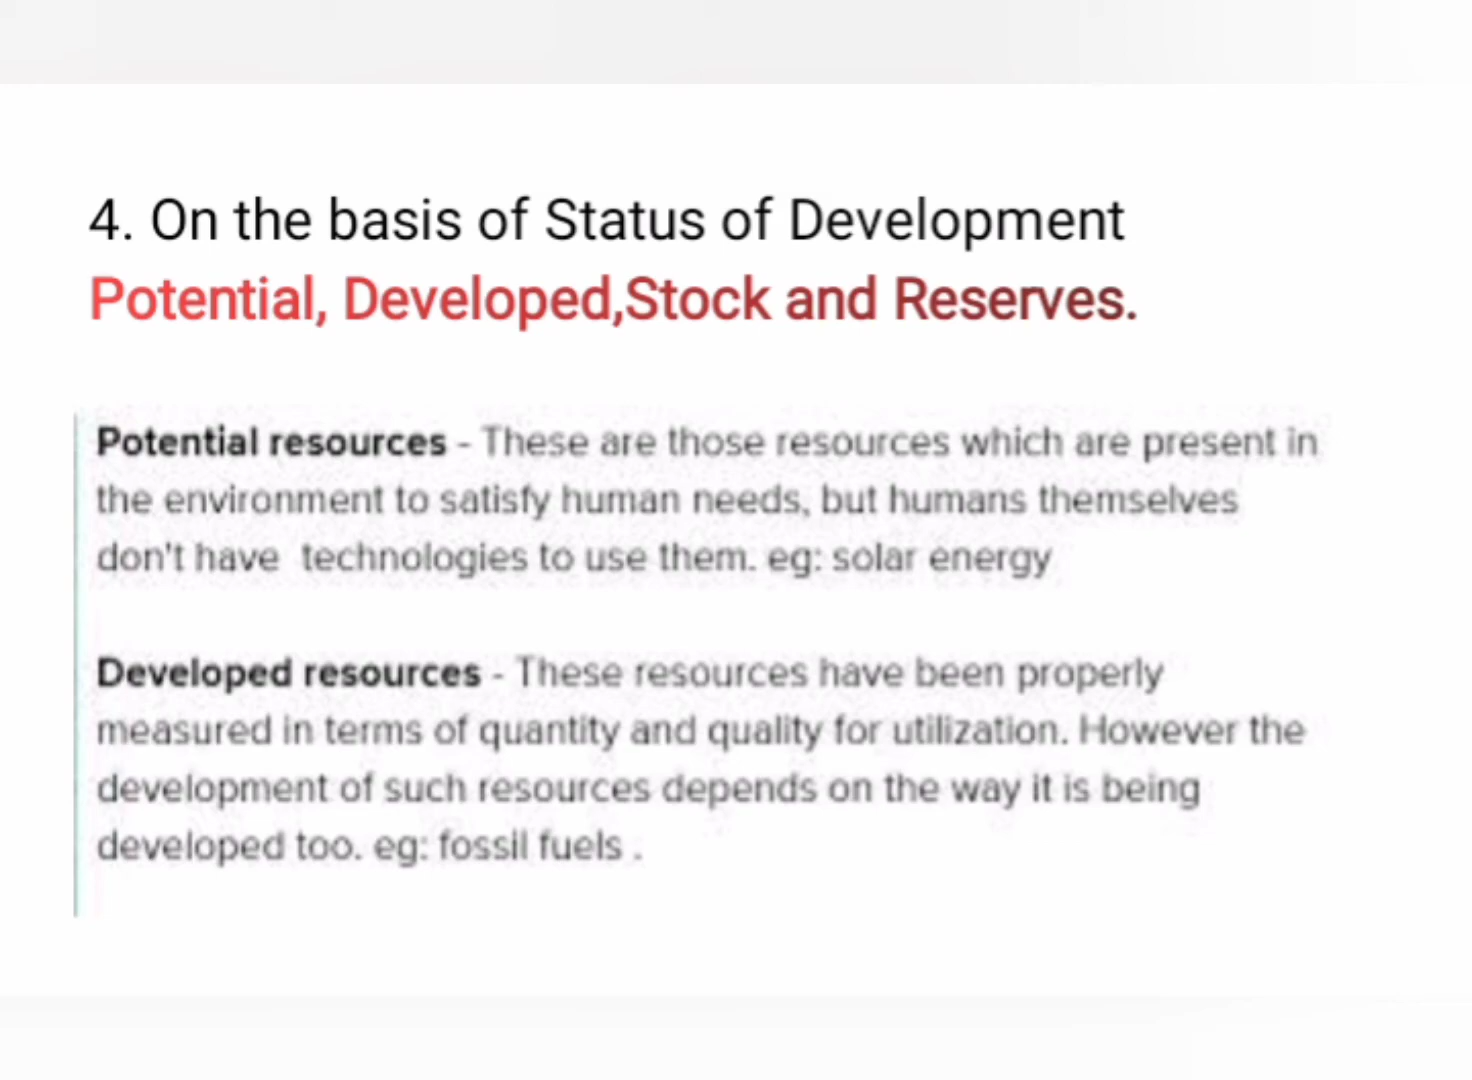 4. On the basis of Status of Development
Potential, Developed,Stock and Reserves.
Potential resources - These are those resources which are present in
the environment to satisfy human needs, but humans themselves
don't have technologies to use them. eg: solar energy
Developed resources - These resources have been properly
measured in terms of quantity and quality for utilization. However the
development of such resources depends on the way it is being
developed too. eg: fossil fuels .